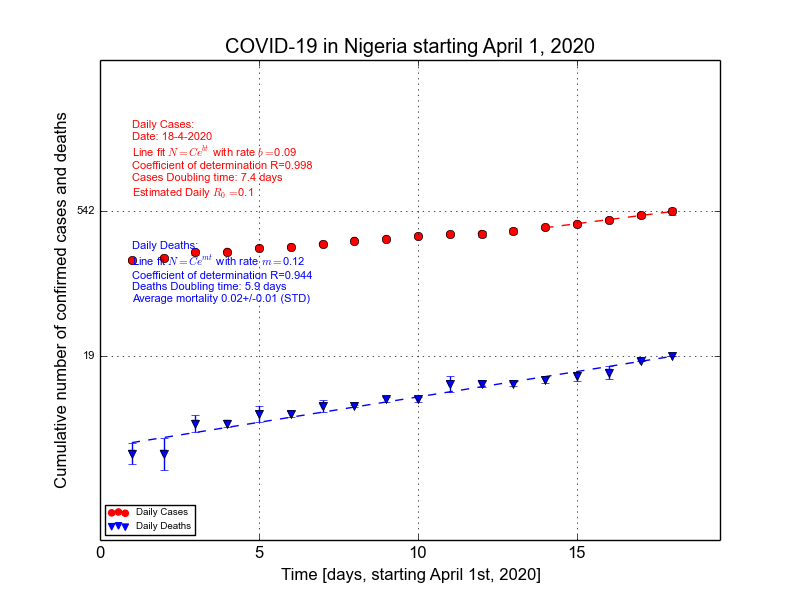 COVID-19 in Nigeria starting April 1, 2020
Cumulative number of confirmed cases and deaths
Daily Cases:
Date: 18-4-2020
Line fit N = Ce^{bt} with rate b =0.09
Coefficient of determination R=0.998
Cases Doubling time: 7.4 days
Estimated Daily R_0 =0.1
542
Daily Deaths:
Line fit N = Ce^{mt} with rate m =0.12
Coefficient of determination R=0.944
Deaths Doubling time: 5.9 days
Average mortality 0.02+/-0.01 (STD)
19
Daily Cases
Daily Deaths
0 5 10 15
Time [days, starting April 1st, 2020]